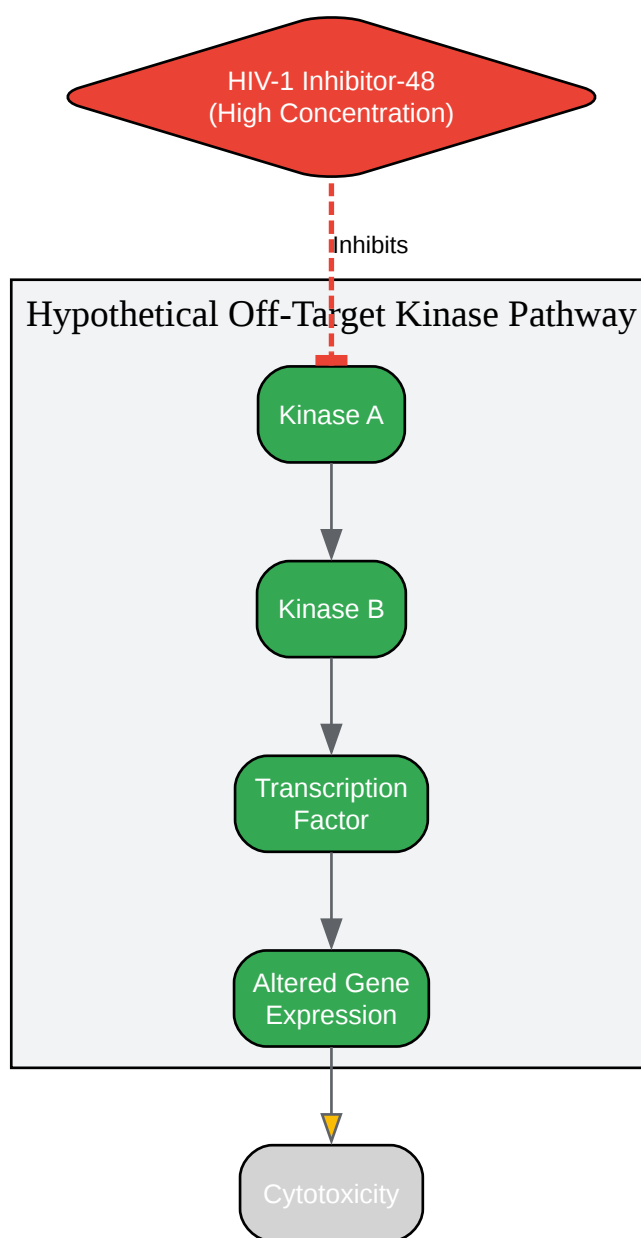 HIV-1 Inhibitor-48
(High Concentration)
Inhibits
Hypothetical Off-Target Kinase Pathway
Kinase A
Kinase B
Transcription
Factor
Altered Gene
Expression
Cytotoxicity